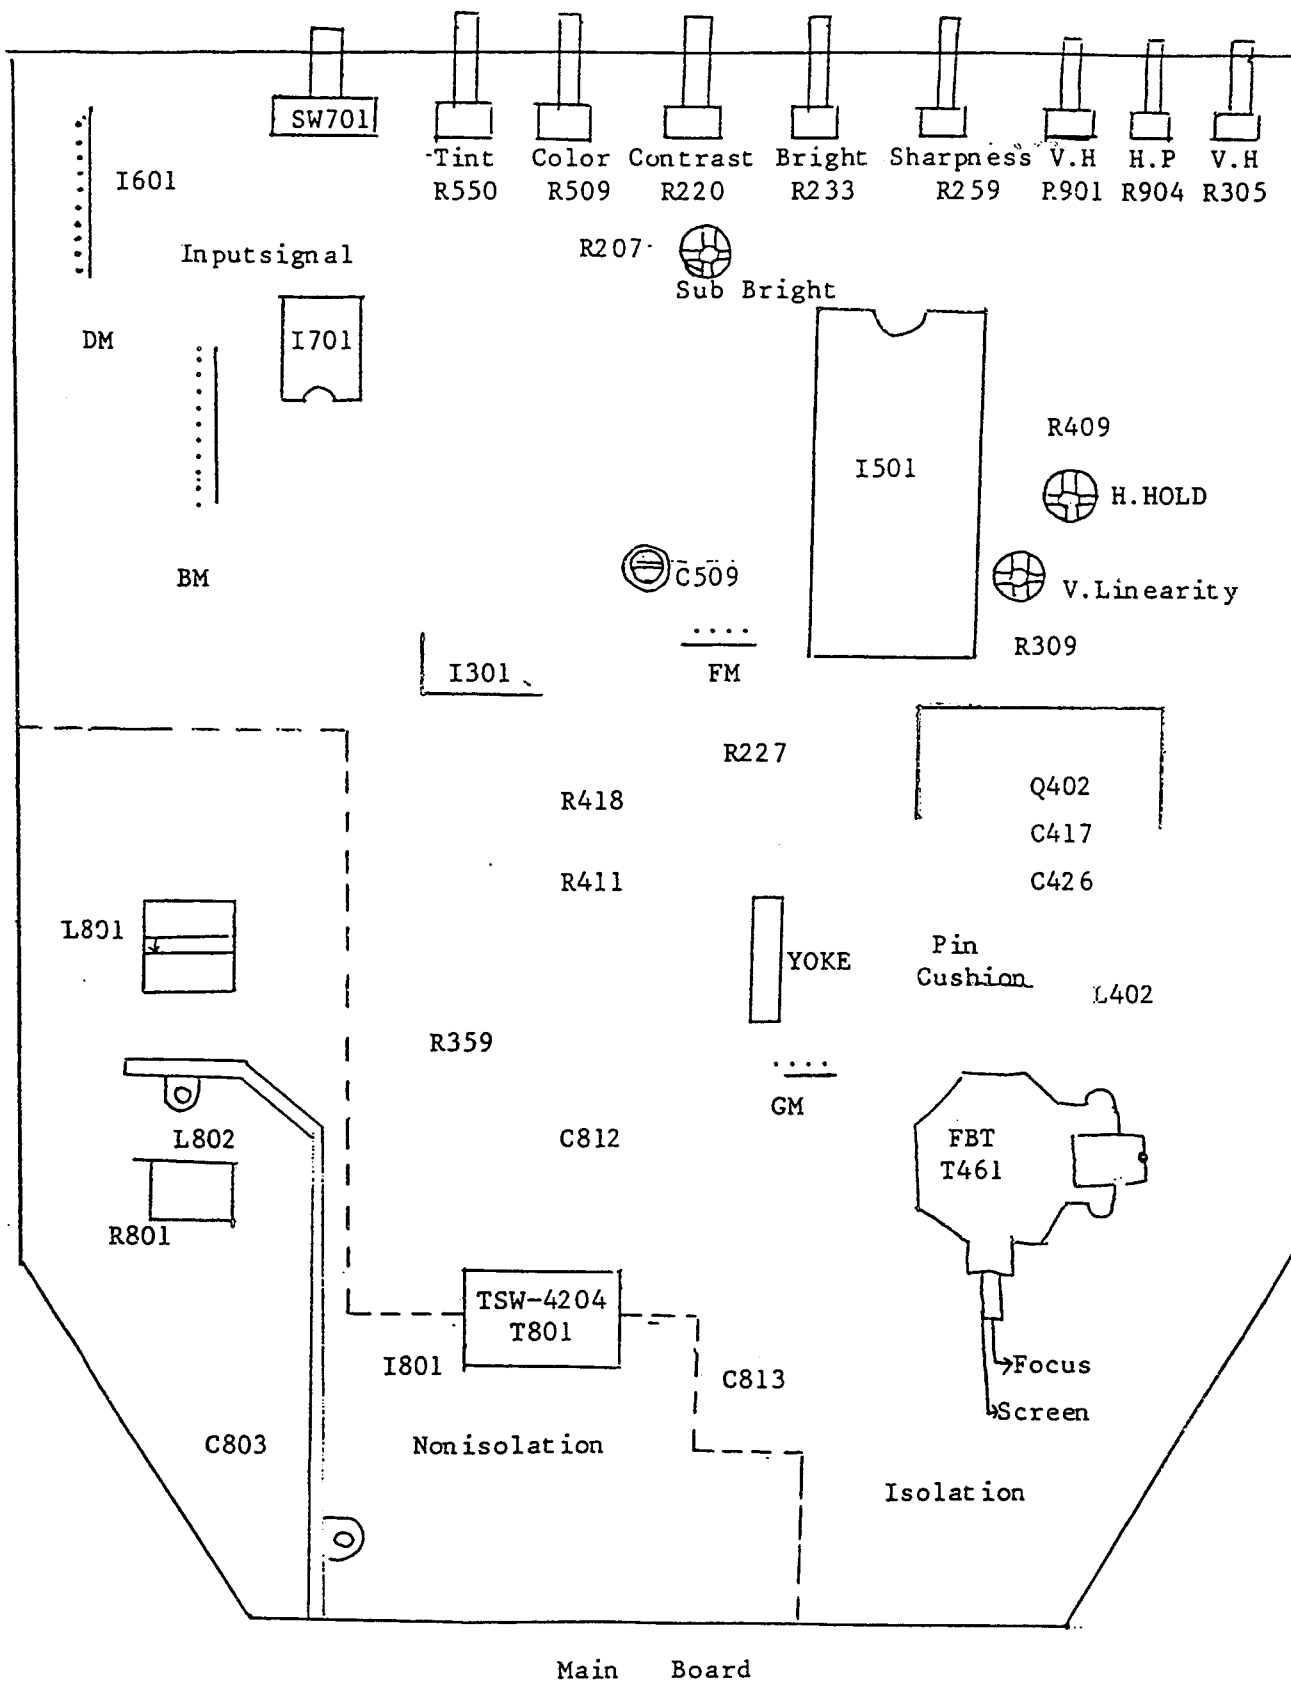 SW701
Tint Color Contrast Bright Sharpness V.H H.P V.H
R550 R509 R220 R233 R259 R901 R904 R305
I601
R207
Inputsignal
Sub Bright
DM
I701
R409
I501
H.HOLD
BM
C509
V.Linearity
R309
I301
FM
R227
Q402
R418
C417
R411
C426
L801
YOKE
Pin
Cushion
L402
R359
GM
L802
C812
FBT
T461
R801
TSW-4204
T801
I801
C813
Focus
Screen
C803
Nonisolation
Isolation
Main Board